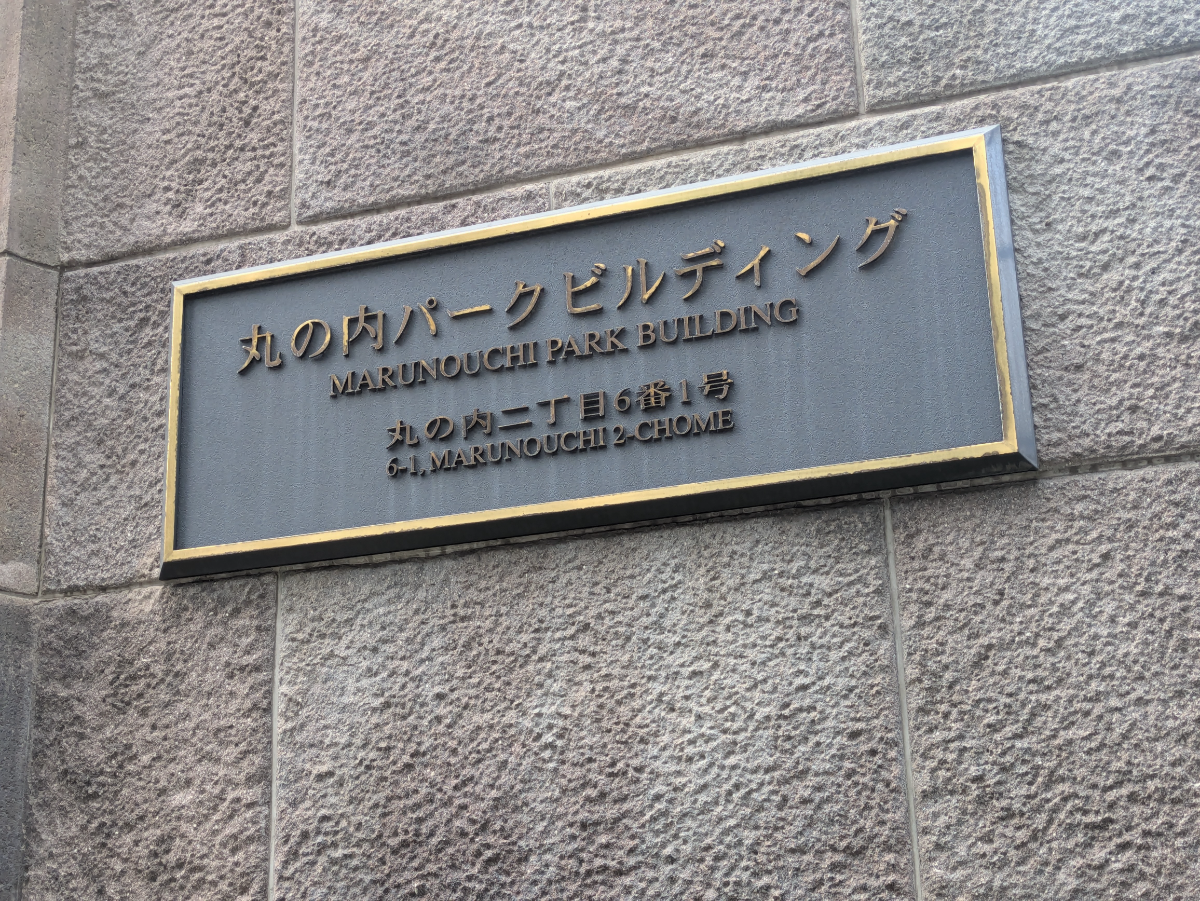 丸の内パークビルディング
MARUNOUCHI PARK BUILDING
丸の内二丁目6番1号
6-1, MARUNOUCHI 2-CHOME